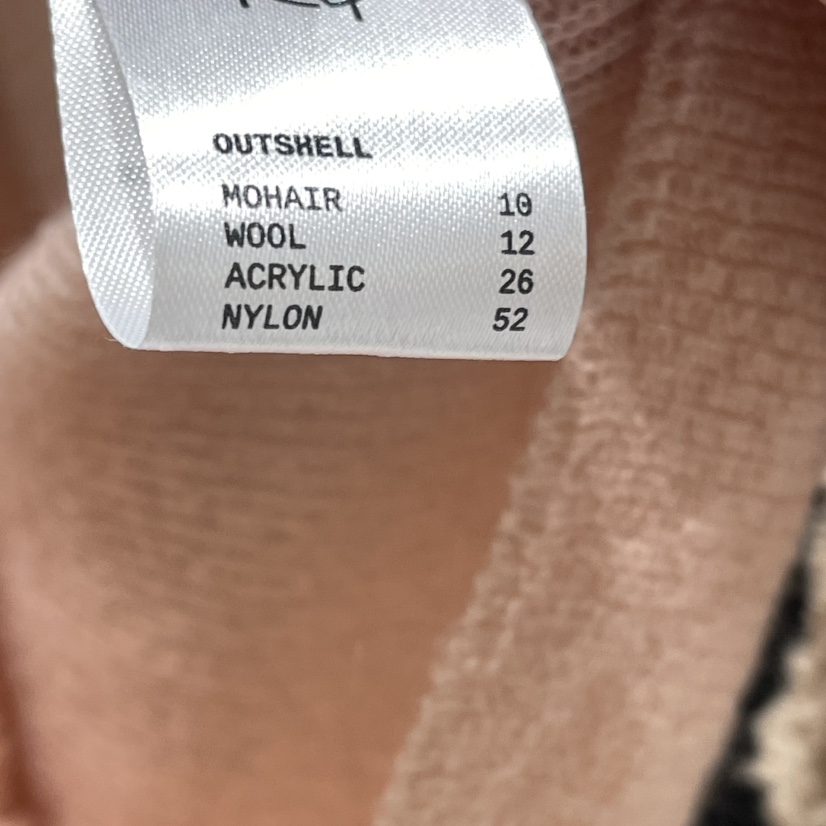 OUTSHELL
MOHAIR 10
WOOL 12
ACRYLIC 26
NYLON 52